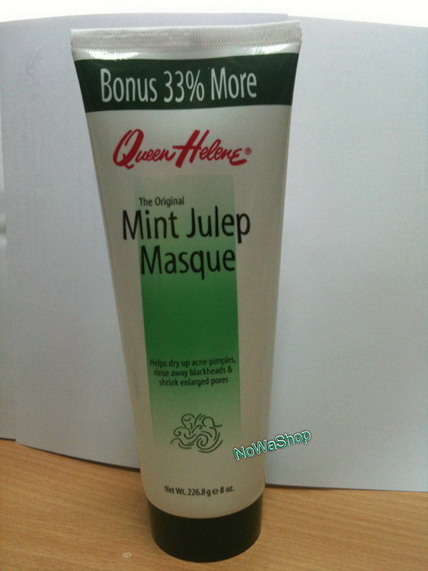 Bonus 33% More
Queen Helene®
The Original
Mint Julep
Masque
Helps dry up acne pimples,
rinse away blackheads &
shrink enlarged pores
NoWaShop
Net Wt. 226.8 g e 8 oz.